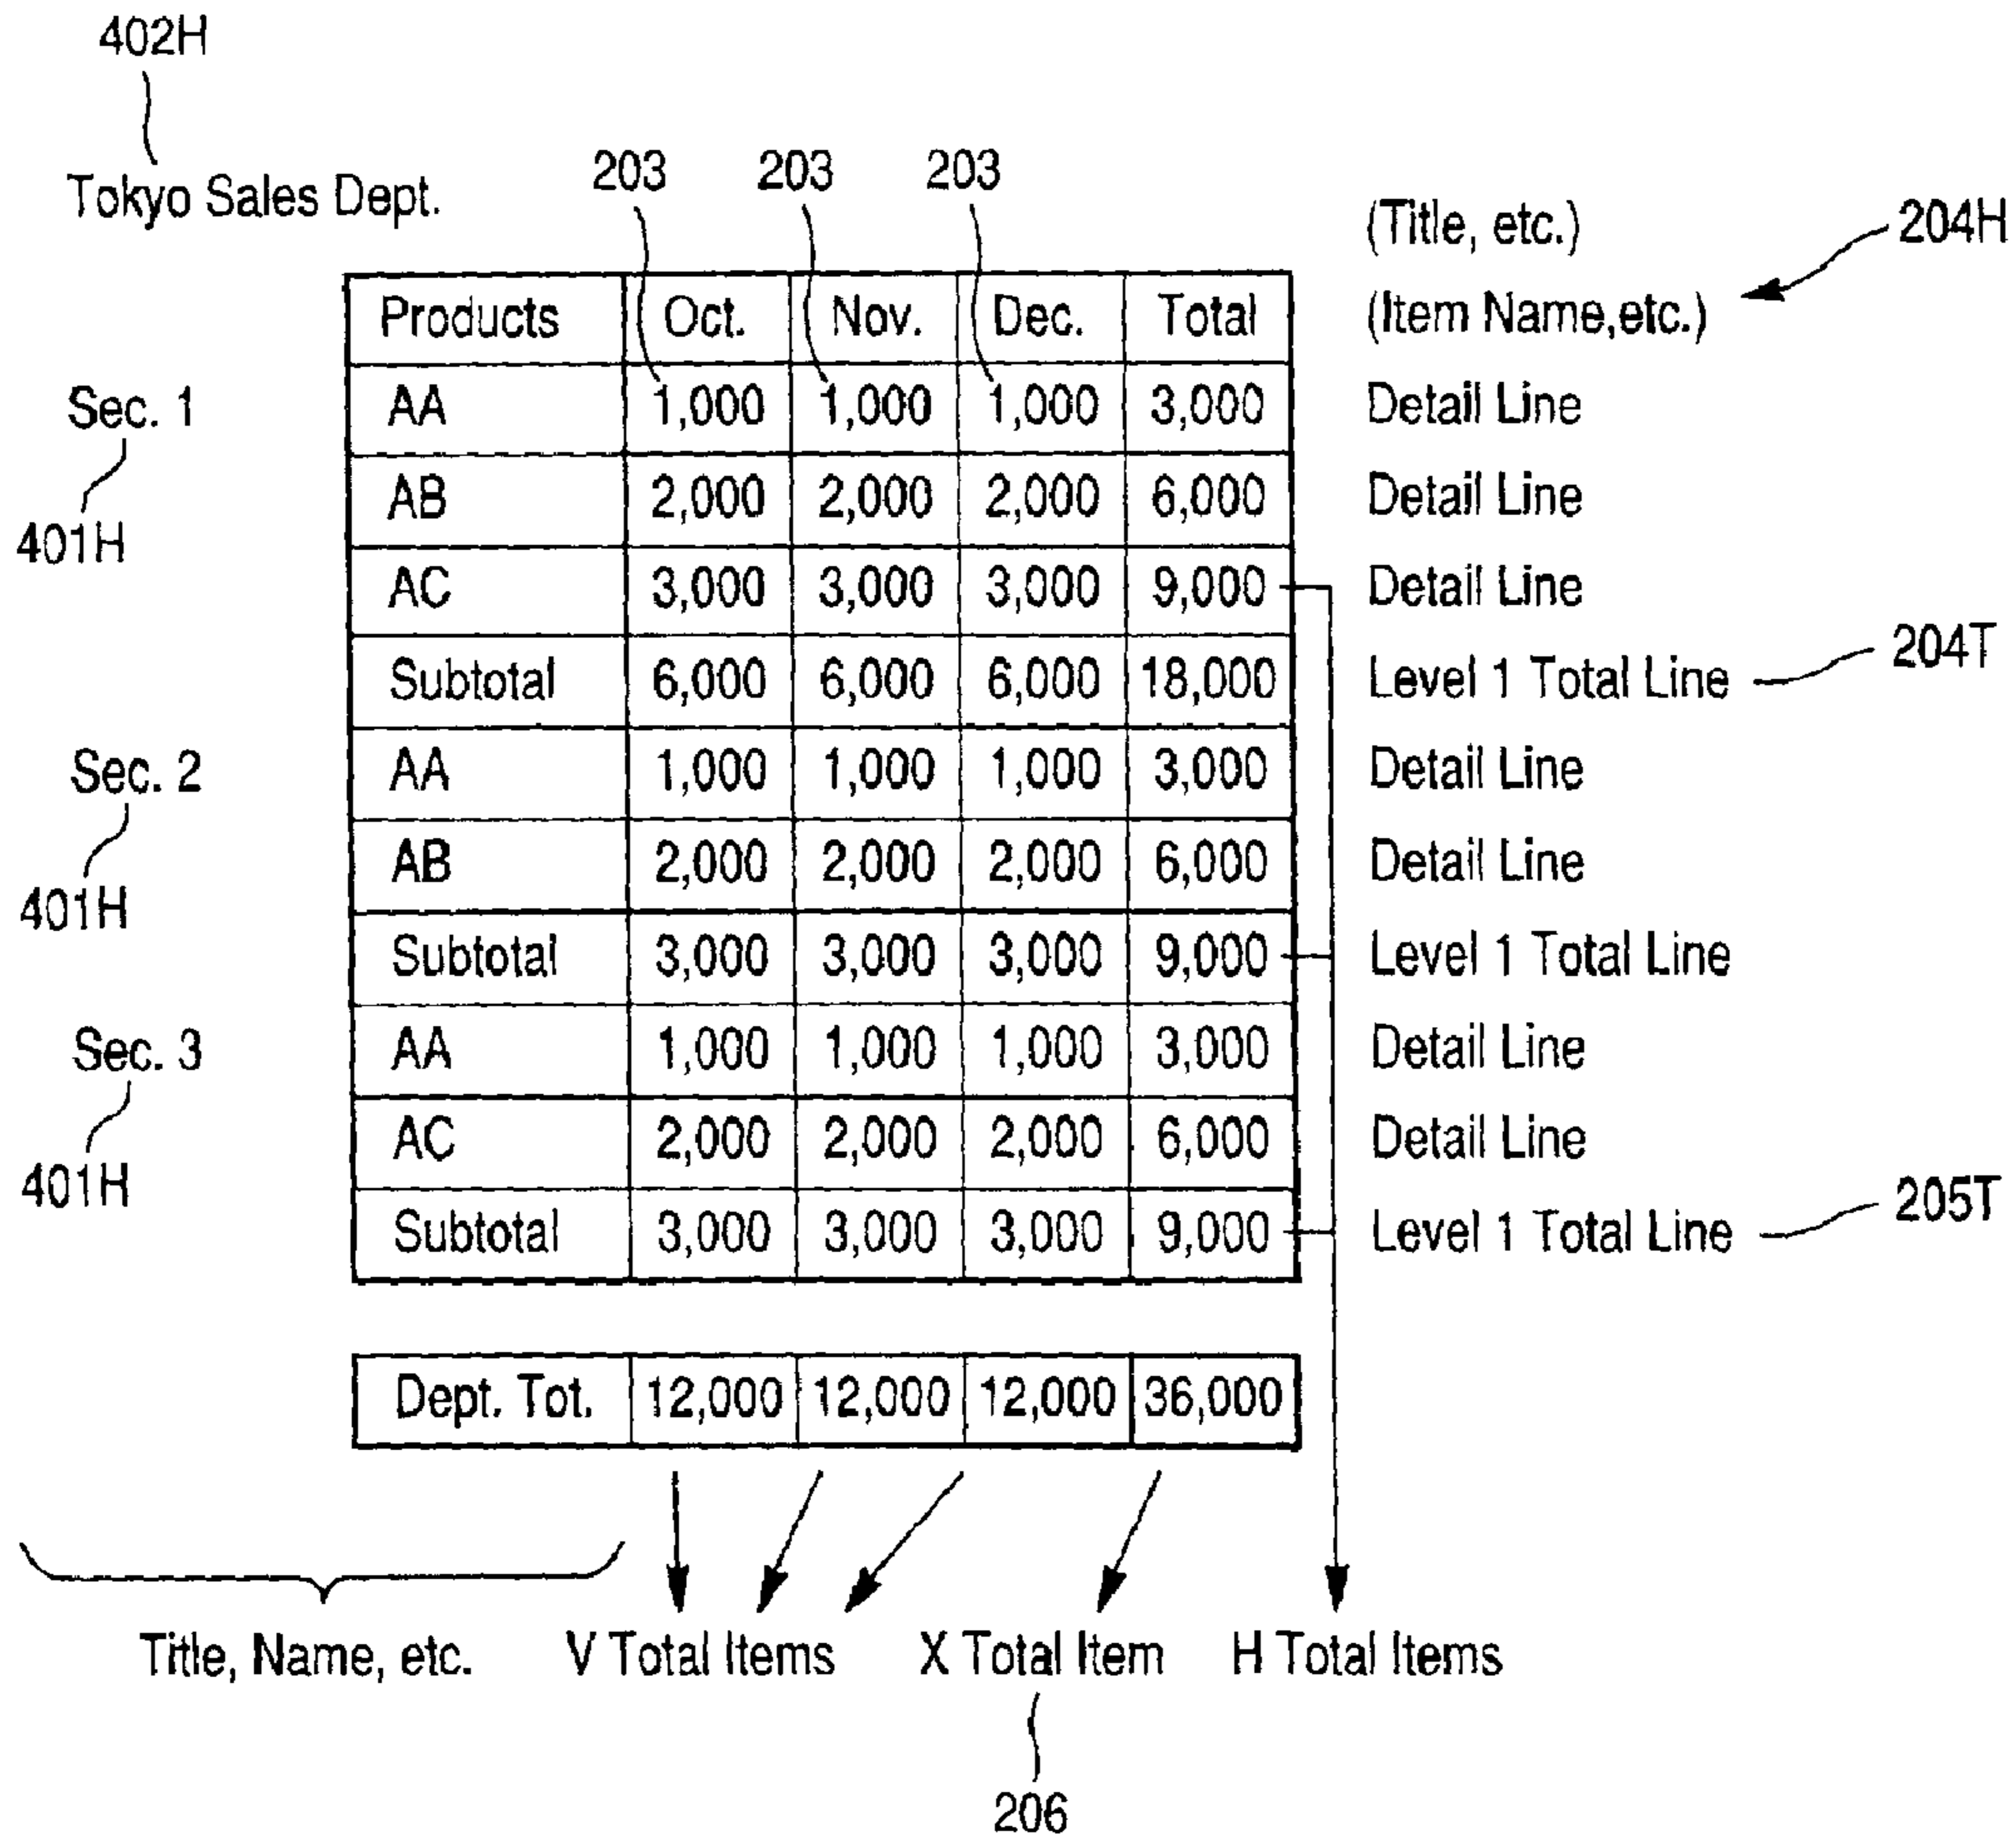 402H
203 203 203
Tokyo Sales Dept.
(Title, etc.) 204H
Products Oct. Nov. Dec. Total (Item Name,etc.)
Sec. 1 AA 1,000 1,000 1,000 3,000 Detail Line
AB 2,000 2,000 2,000 6,000 Detail Line
401H
AC 3,000 3,000 3,000 9,000 Detail Line
Subtotal 6,000 6,000 6,000 18,000 Level 1 Total Line 204T
Sec. 2 AA 1,000 1,000 1,000 3,000 Detail Line
AB 2,000 2,000 2,000 6,000 Detail Line
401H
Subtotal 3,000 3,000 3,000 9,000 Level 1 Total Line
Sec. 3 AA 1,000 1,000 1,000 3,000 Detail Line
AC 2,000 2,000 2,000 6,000 Detail Line
401H
Subtotal 3,000 3,000 3,000 9,000 Level 1 Total Line 205T
Dept. Tot. 12,000 12,000 12,000 36,000
Title, Name, etc. V Total Items X Total Item H Total Items
206